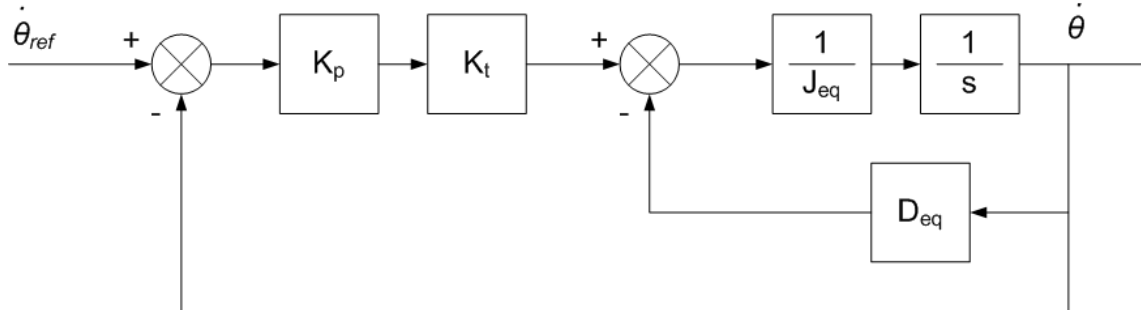 θ̇ref
+
-
Kp
Kt
+
-
1
Jeq
1
s
θ̇
Deq